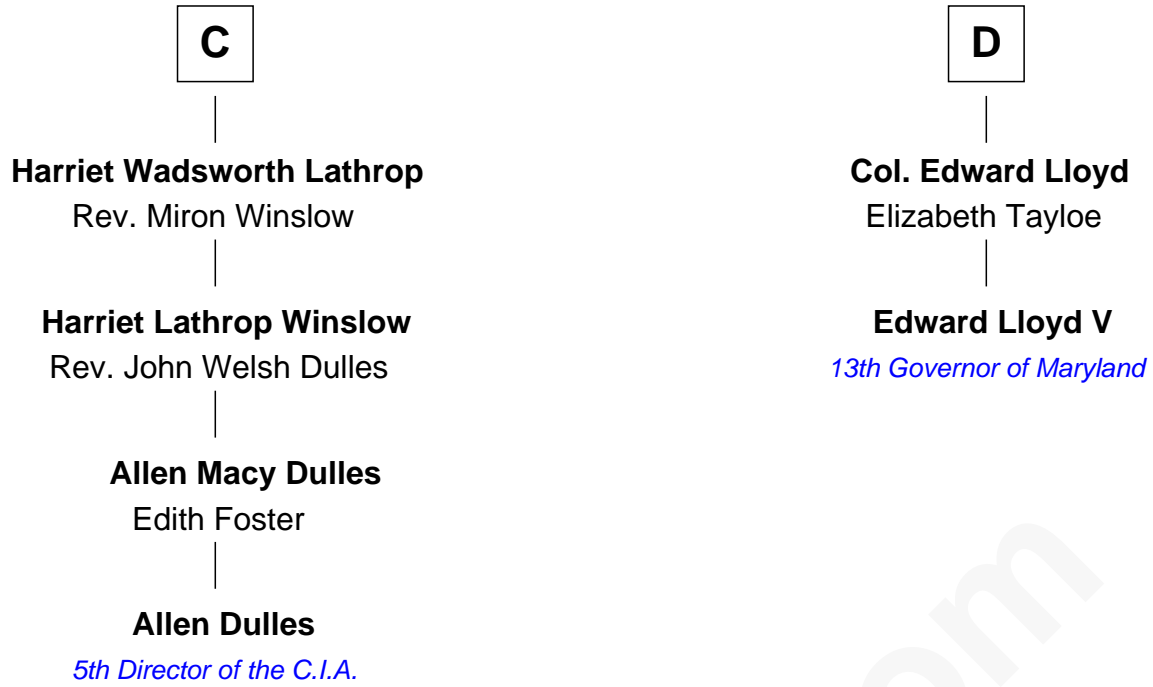 C
Harriet Wadsworth Lathrop
Rev. Miron Winslow
Harriet Lathrop Winslow
Rev. John Welsh Dulles
Allen Macy Dulles
Edith Foster
Allen Dulles
5th Director of the C.I.A.
D
Col. Edward Lloyd
Elizabeth Tayloe
Edward Lloyd V
13th Governor of Maryland
om